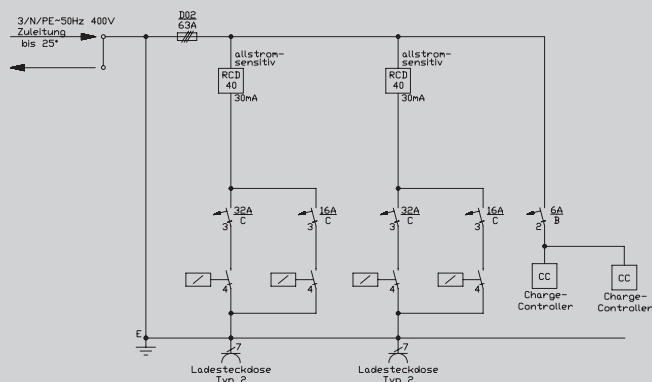 3/N/PE~50Hz 400V
Zuleitung
bis 25°
D02
63A
allstrom-
sensitiv
RCD
40
30mA
allstrom-
sensitiv
RCD
40
30mA
32A
C
3
16A
C
3
32A
C
3
16A
C
3
6A
B
2
4
4
4
4
CC
Charge-
Controller
CC
Charge-
Controller
E
7
Ladesteckdose
Typ 2
7
Ladesteckdose
Typ 2